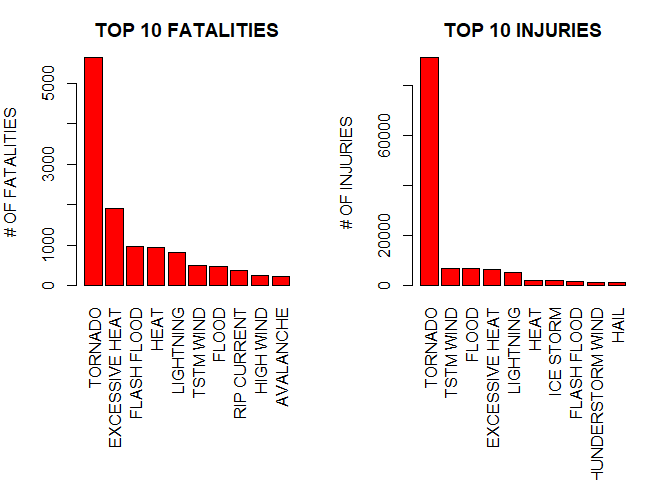 TOP 10 FATALITIES
# OF FATALITIES
0
1000
3000
5000
TORNADO
EXCESSIVE HEAT
FLASH FLOOD
HEAT
LIGHTNING
TSTM WIND
FLOOD
RIP CURRENT
HIGH WIND
AVALANCHE
TOP 10 INJURIES
# OF INJURIES
0
20000
60000
TORNADO
TSTM WIND
FLOOD
EXCESSIVE HEAT
LIGHTNING
HEAT
ICE STORM
FLASH FLOOD
HUNDERSTORM WIND
HAIL